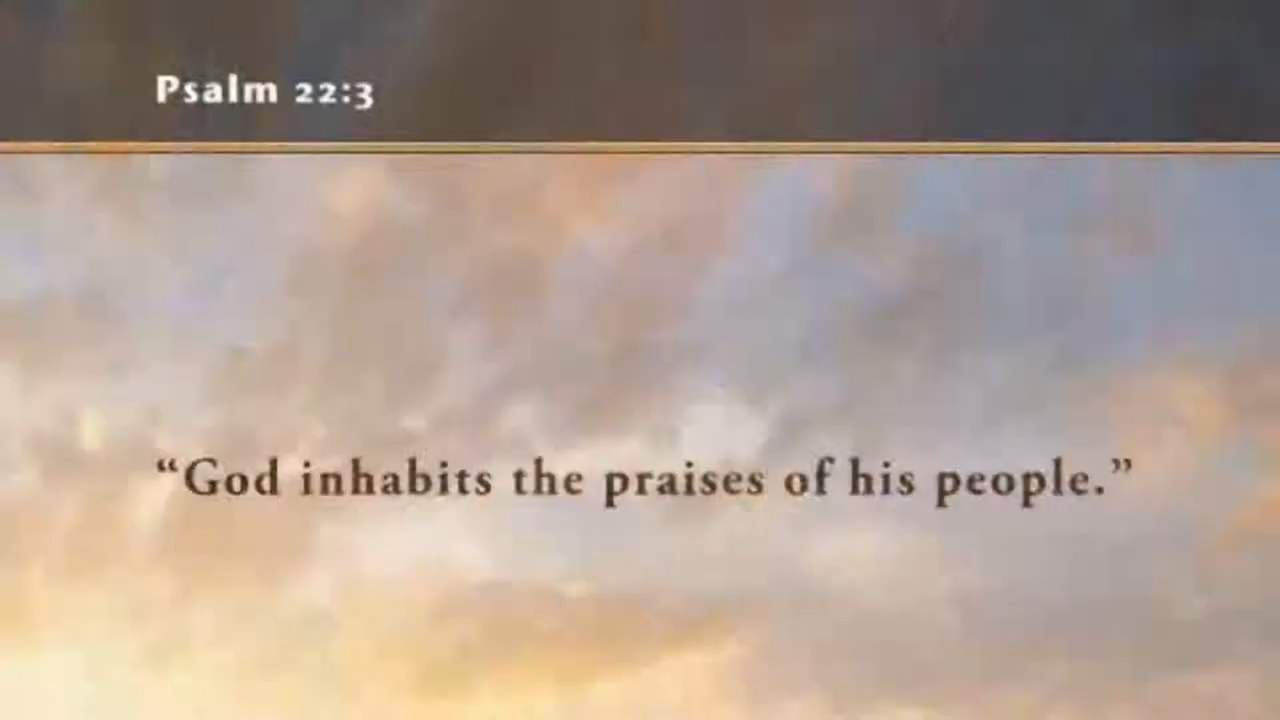 Psalm 22:3
“God inhabits the praises of his people.”